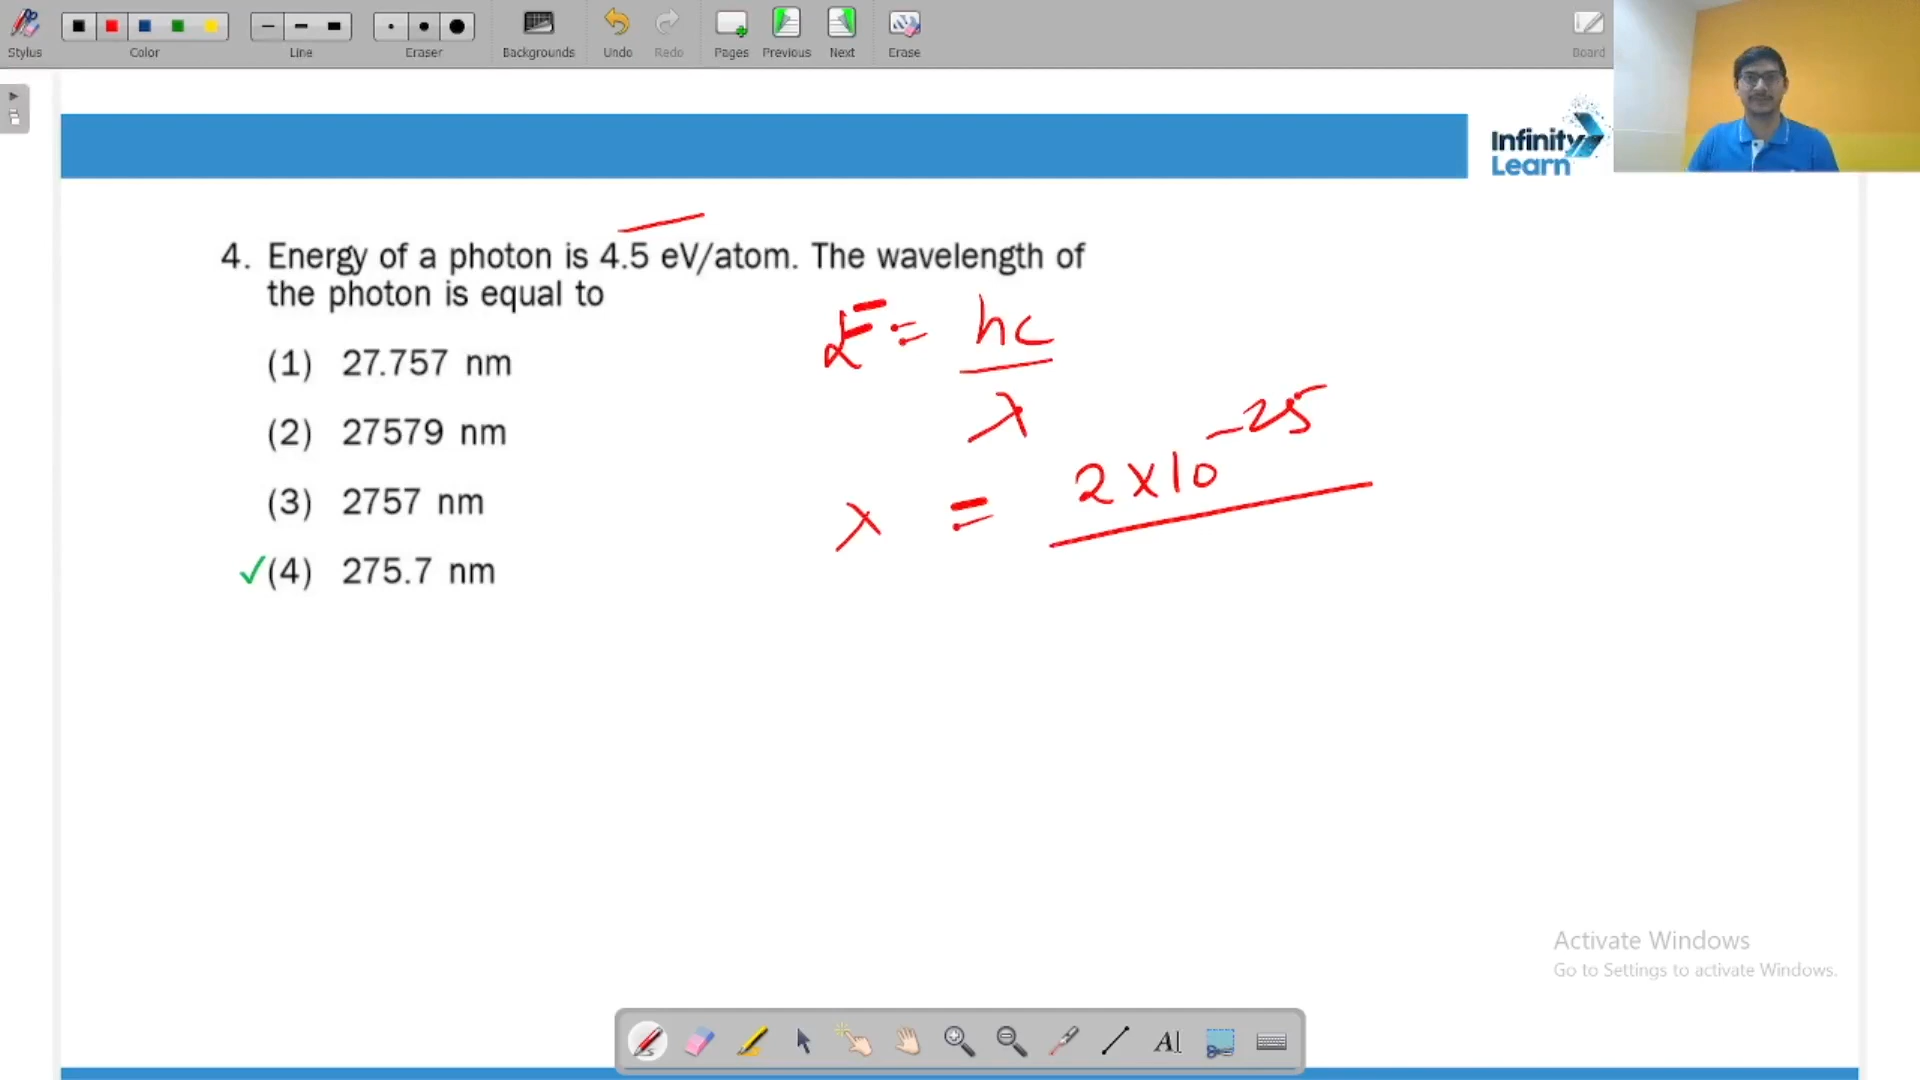 Stylus
Color
Line
Eraser
Backgrounds
Undo
Redo
Pages
Previous
Next
Erase
Board
Infinity
Learn
4. Energy of a photon is 4.5 eV/atom. The wavelength of
the photon is equal to
(1) 27.757 nm
(2) 27579 nm
(3) 2757 nm
✓(4) 275.7 nm
E = hc
λ
λ = 2 x 10 -25
Activate Windows
Go to Settings to activate Windows.
AI